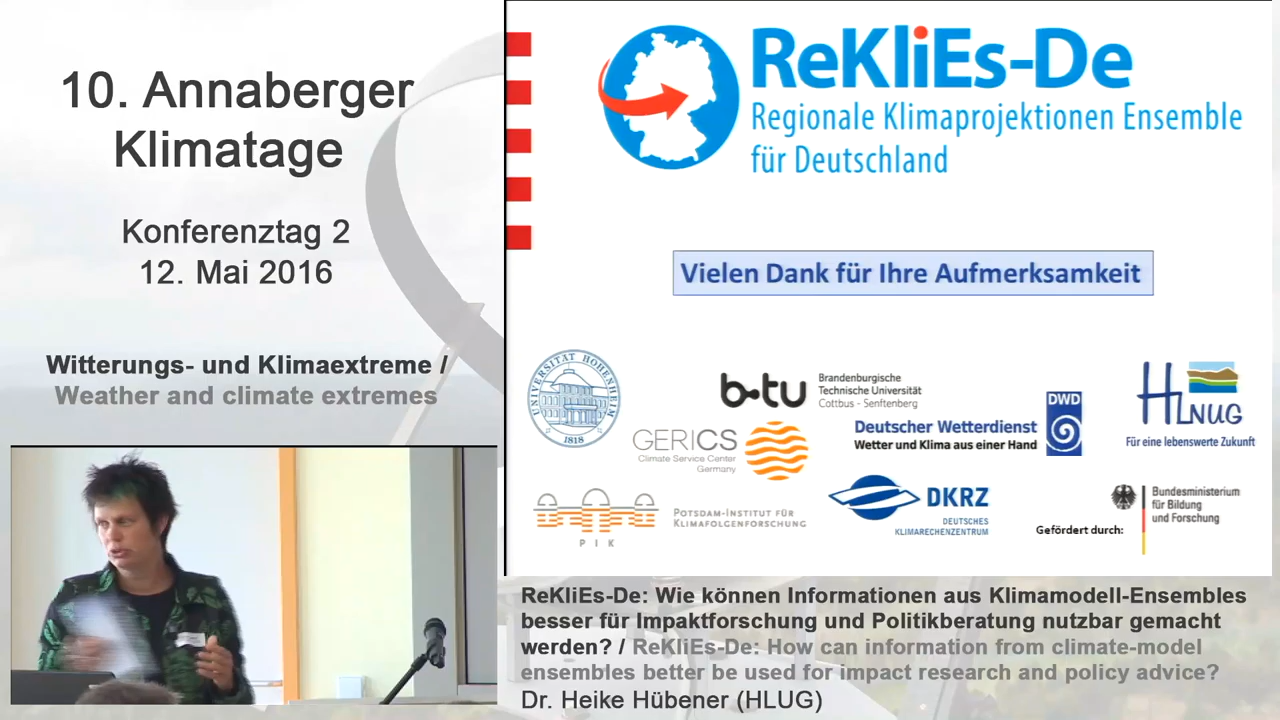 10. Annaberger
Klimatage
Konferenztag 2
12. Mai 2016
Witterungs- und Klimaextreme /
Weather and climate extremes
ReKliEs-De
Regionale Klimaprojektionen Ensemble
für Deutschland
Vielen Dank für Ihre Aufmerksamkeit
UNIVERSITÄT HOHENHEIM
1818
b-tu
Brandenburgische
Technische Universität
Cottbus - Senftenberg
GERICS
Climate Service Center
Germany
Deutscher Wetterdienst
Wetter und Klima aus einer Hand
DWD
HLNUG
Für eine lebenswerte Zukunft
PIK
POTSDAM-INSTITUT FÜR
KLIMAFOLGENFORSCHUNG
DKRZ
DEUTSCHES
KLIMARECHENZENTRUM
Gefördert durch:
Bundesministerium
für Bildung
und Forschung
ReKliEs-De: Wie können Informationen aus Klimamodell-Ensembles
besser für Impaktforschung und Politikberatung nutzbar gemacht
werden? / ReKliEs-De: How can information from climate-model
ensembles better be used for impact research and policy advice?
Dr. Heike Hübener (HLUG)